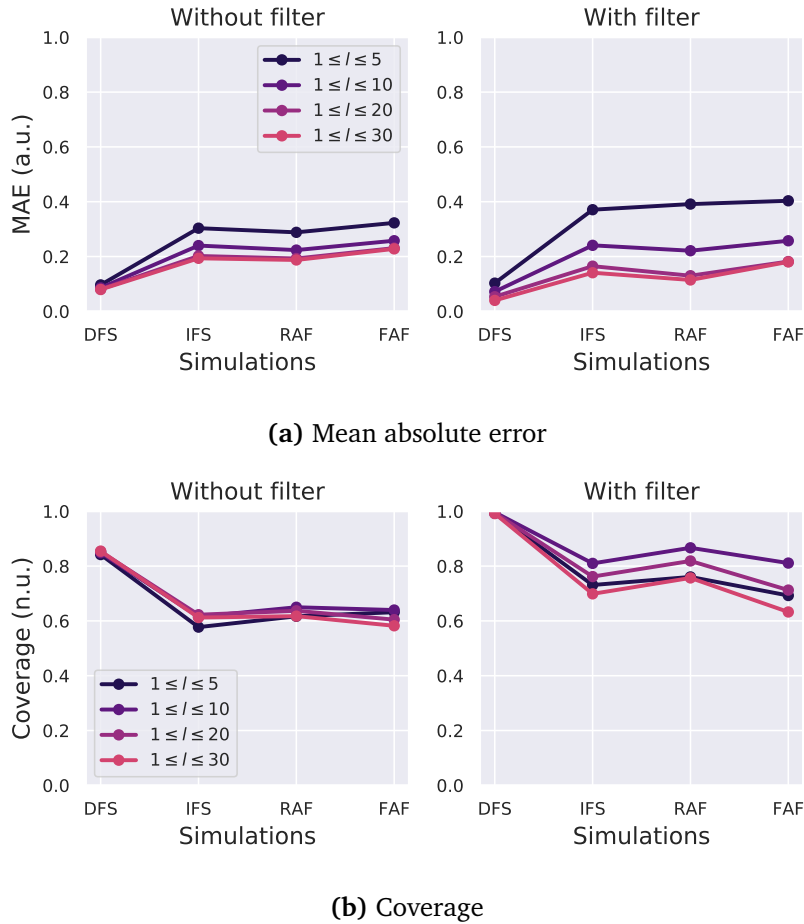 Without filter
With filter
MAE (a.u.)
1.0
0.8
0.6
0.4
0.2
0.0
1 ≤ l ≤ 5
1 ≤ l ≤ 10
1 ≤ l ≤ 20
1 ≤ l ≤ 30
DFS IFS RAF FAF
Simulations
1.0
0.8
0.6
0.4
0.2
0.0
DFS IFS RAF FAF
Simulations
(a) Mean absolute error
Without filter
With filter
Coverage (n.u.)
1.0
0.8
0.6
0.4
0.2
0.0
1 ≤ l ≤ 5
1 ≤ l ≤ 10
1 ≤ l ≤ 20
1 ≤ l ≤ 30
DFS IFS RAF FAF
Simulations
1.0
0.8
0.6
0.4
0.2
0.0
DFS IFS RAF FAF
Simulations
(b) Coverage